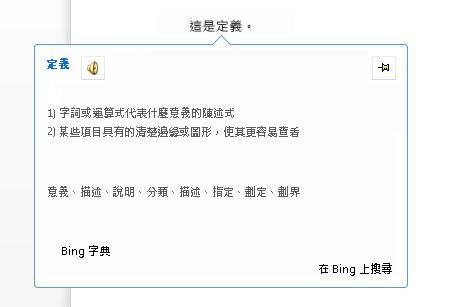 這是定義。
定義
1) 字詞或運算式代表什麼意義的陳述式
2) 某些項目具有的清楚邊緣或圖形，使其更容易查看
意義、描述、說明、分類、描述、指定、劃定、劃界
Bing 字典
在 Bing 上搜尋